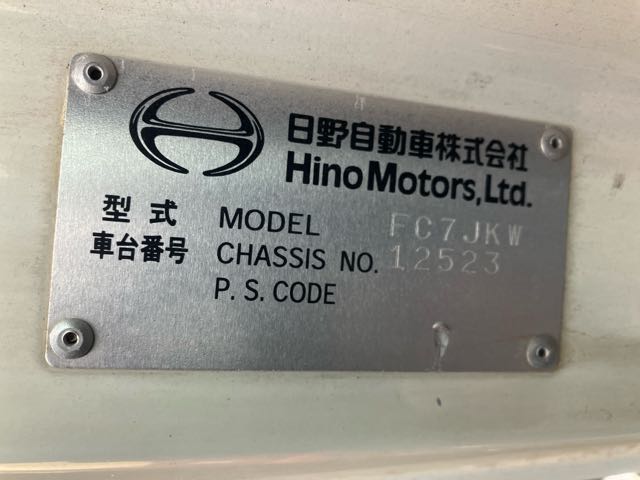 日野自動車株式会社
Hino Motors, Ltd.
型式 MODEL FC7JKW
車台番号 CHASSIS NO. 12523
P. S. CODE